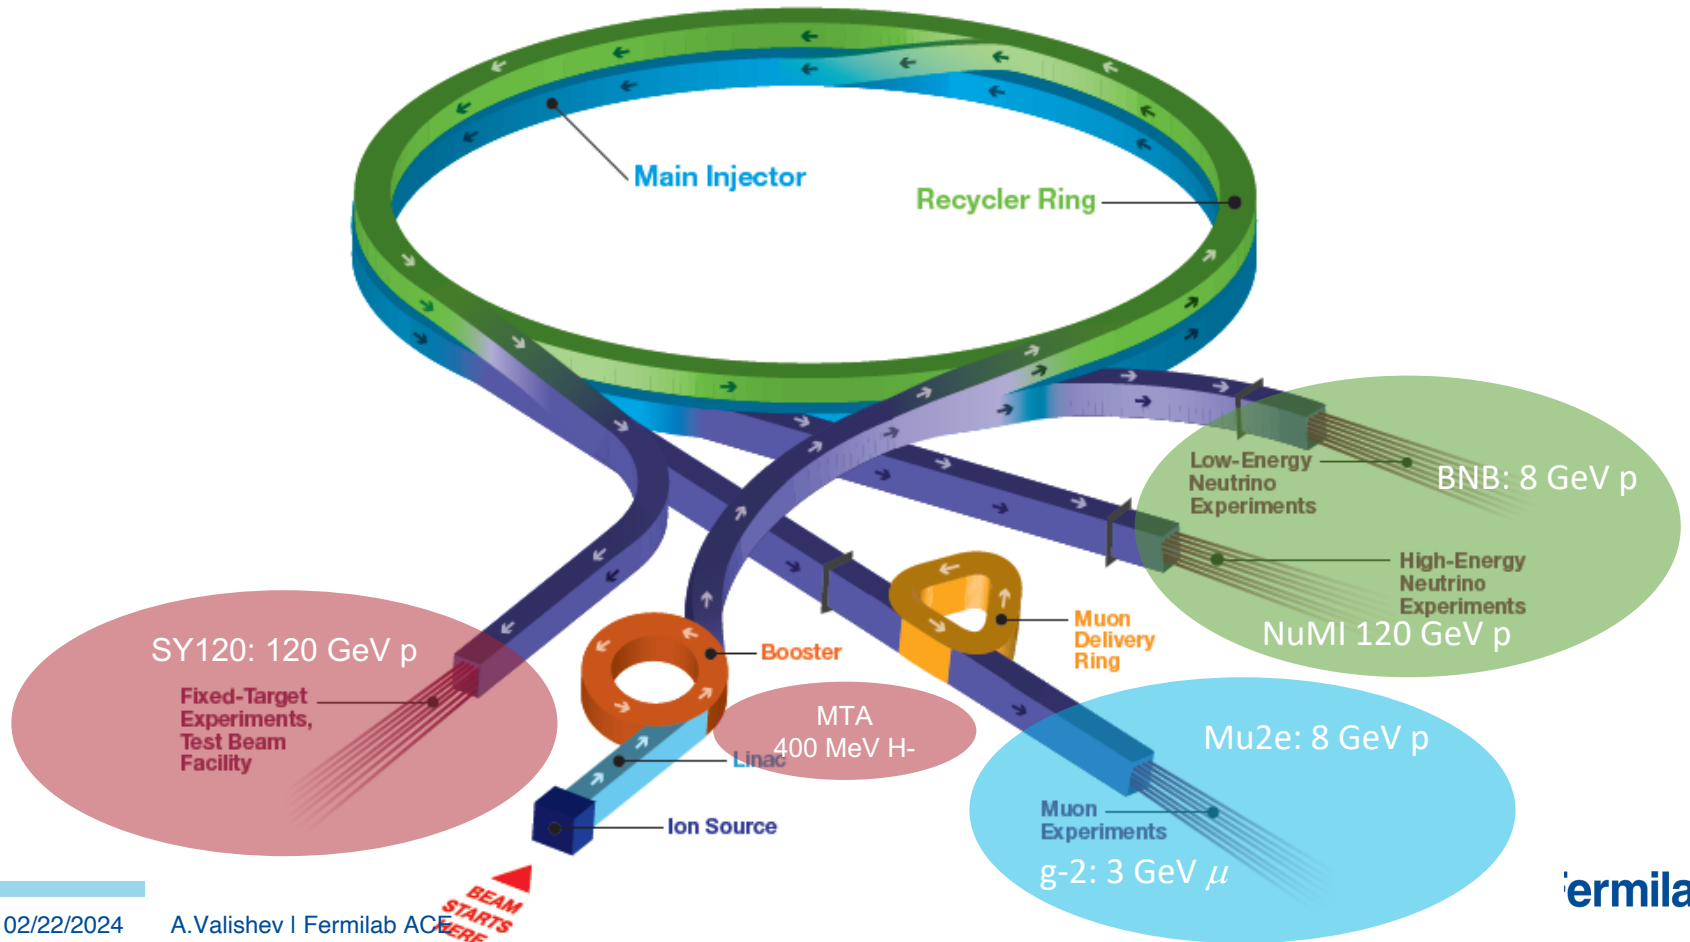 Main Injector
Recycler Ring
Low-Energy
Neutrino
Experiments
BNB: 8 GeV p
High-Energy
Neutrino
Experiments
NuMI 120 GeV p
SY120: 120 GeV p
Fixed-Target
Experiments,
Test Beam
Facility
Booster
Muon
Delivery
Ring
MTA
400 MeV H-
Linac
Ion Source
Mu2e: 8 GeV p
Muon
Experiments
g-2: 3 GeV μ
BEAM
STARTS
HERE
02/22/2024 A.Valishev | Fermilab ACE
ermila